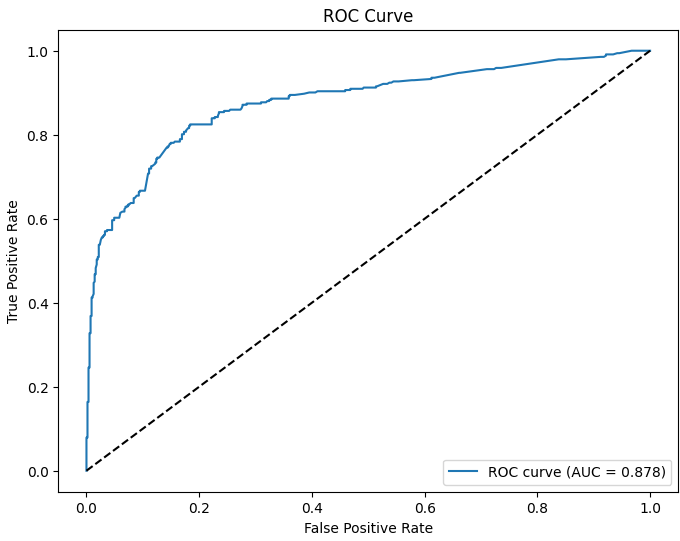 ROC Curve
1.0
0.8
0.6
0.4
0.2
0.0
True Positive Rate
ROC curve (AUC = 0.878)
0.0 0.2 0.4 0.6 0.8 1.0
False Positive Rate